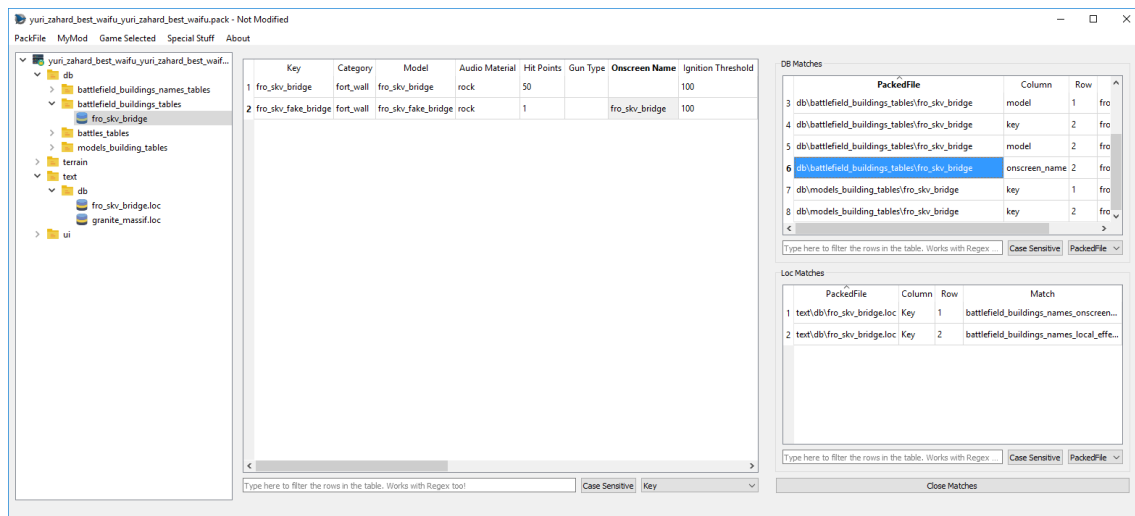 yuri_zahard_best_waifu_yuri_zahard_best_waifu.pack - Not Modified
PackFile MyMod Game Selected Special Stuff About
yuri_zahard_best_waifu_yuri_zahard_best_waif...
db
battlefield_buildings_names_tables
battlefield_buildings_tables
fro_skv_bridge
battles_tables
models_building_tables
terrain
text
db
fro_skv_bridge.loc
granite_massif.loc
ui
Key Category Model Audio Material Hit Points Gun Type Onscreen Name Ignition Threshold
1 fro_skv_bridge fort_wall fro_skv_bridge rock 50 100
2 fro_skv_fake_bridge fort_wall fro_skv_fake_bridge rock 1 fro_skv_bridge 100
Type here to filter the rows in the table. Works with Regex too! Case Sensitive Key
DB Matches
PackedFile Column Row
3 db\battlefield_buildings_tables\fro_skv_bridge model 1 fro
4 db\battlefield_buildings_tables\fro_skv_bridge key 2 fro
5 db\battlefield_buildings_tables\fro_skv_bridge model 2 fro
6 db\battlefield_buildings_tables\fro_skv_bridge onscreen_name 2 fro
7 db\models_building_tables\fro_skv_bridge key 1 fro
8 db\models_building_tables\fro_skv_bridge key 2 fro
Type here to filter the rows in the table. Works with Regex ... Case Sensitive PackedFile
Loc Matches
PackedFile Column Row Match
1 text\db\fro_skv_bridge.loc Key 1 battlefield_buildings_names_onscreen...
2 text\db\fro_skv_bridge.loc Key 2 battlefield_buildings_names_local_effe...
Type here to filter the rows in the table. Works with Regex ... Case Sensitive PackedFile
Close Matches